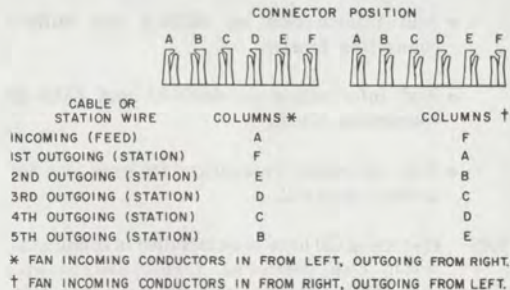 CONNECTOR POSITION
A B C D E F A B C D E F
CABLE OR
STATION WIRE COLUMNS * COLUMNS †
INCOMING (FEED) A F
1ST OUTGOING (STATION) F A
2ND OUTGOING (STATION) E B
3RD OUTGOING (STATION) D C
4TH OUTGOING (STATION) C D
5TH OUTGOING (STATION) B E
* FAN INCOMING CONDUCTORS IN FROM LEFT, OUTGOING FROM RIGHT.
† FAN INCOMING CONDUCTORS IN FROM RIGHT, OUTGOING FROM LEFT.